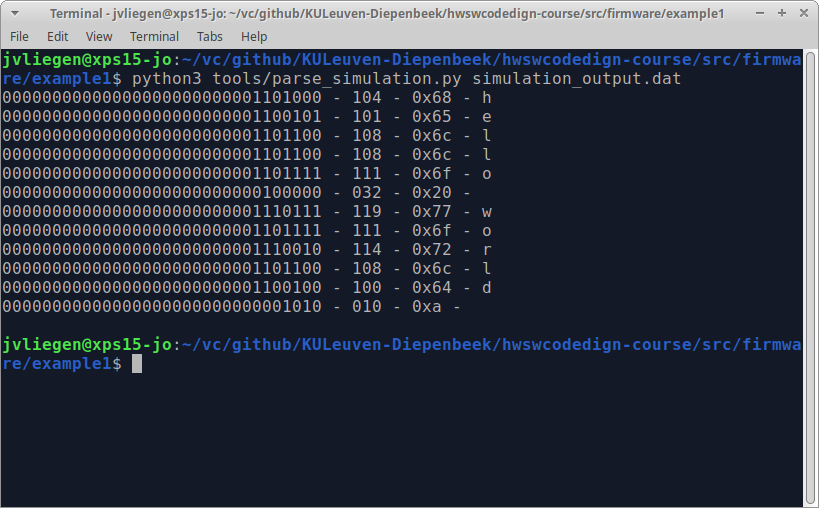 Terminal - jvliegen@xps15-jo: ~/vc/github/KULeuven-Diepenbeek/hwswcodedign-course/src/firmware/example1
File Edit View Terminal Tabs Help
jvliegen@xps15-jo:~/vc/github/KULeuven-Diepenbeek/hwswcodedign-course/src/firmwa
re/example1$ python3 tools/parse_simulation.py simulation_output.dat
00000000000000000000000001101000 - 104 - 0x68 - h
00000000000000000000000001100101 - 101 - 0x65 - e
00000000000000000000000001101100 - 108 - 0x6c - l
00000000000000000000000001101100 - 108 - 0x6c - l
00000000000000000000000001101111 - 111 - 0x6f - o
00000000000000000000000000100000 - 032 - 0x20 -
00000000000000000000000001110111 - 119 - 0x77 - w
00000000000000000000000001101111 - 111 - 0x6f - o
00000000000000000000000001110010 - 114 - 0x72 - r
00000000000000000000000001101100 - 108 - 0x6c - l
00000000000000000000000001100100 - 100 - 0x64 - d
00000000000000000000000000001010 - 010 - 0xa -
jvliegen@xps15-jo:~/vc/github/KULeuven-Diepenbeek/hwswcodedign-course/src/firmwa
re/example1$